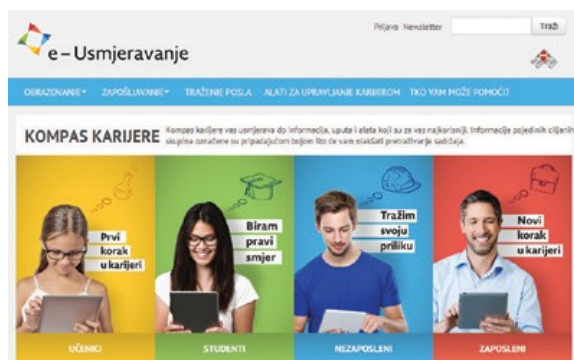 Prijava Newsletter Traži
e-Usmjeravanje
OBRAZOVANJE ZAPOŠLJAVANJE TRAŽENJE POSLA ALATI ZA UPRAVLJANJE KARIJEROM TKO VAM MOŽE POMOĆI?
KOMPAS KARIJERE
Kompas karijere vas usmjerava do informacija, uputa i alata koji su za vas najkorisniji. Informacije pojedinih ciljanih
skupina označene su pripadajućom bojom što će vam olakšati pretraživanje sadržaja.
Prvi
korak
u karijeri
Biram
pravi
smjer
Tražim
svoju
priliku
Novi
korak
u karijeri
UČENICI STUDENTI NEZAPOSLENI ZAPOSLENI